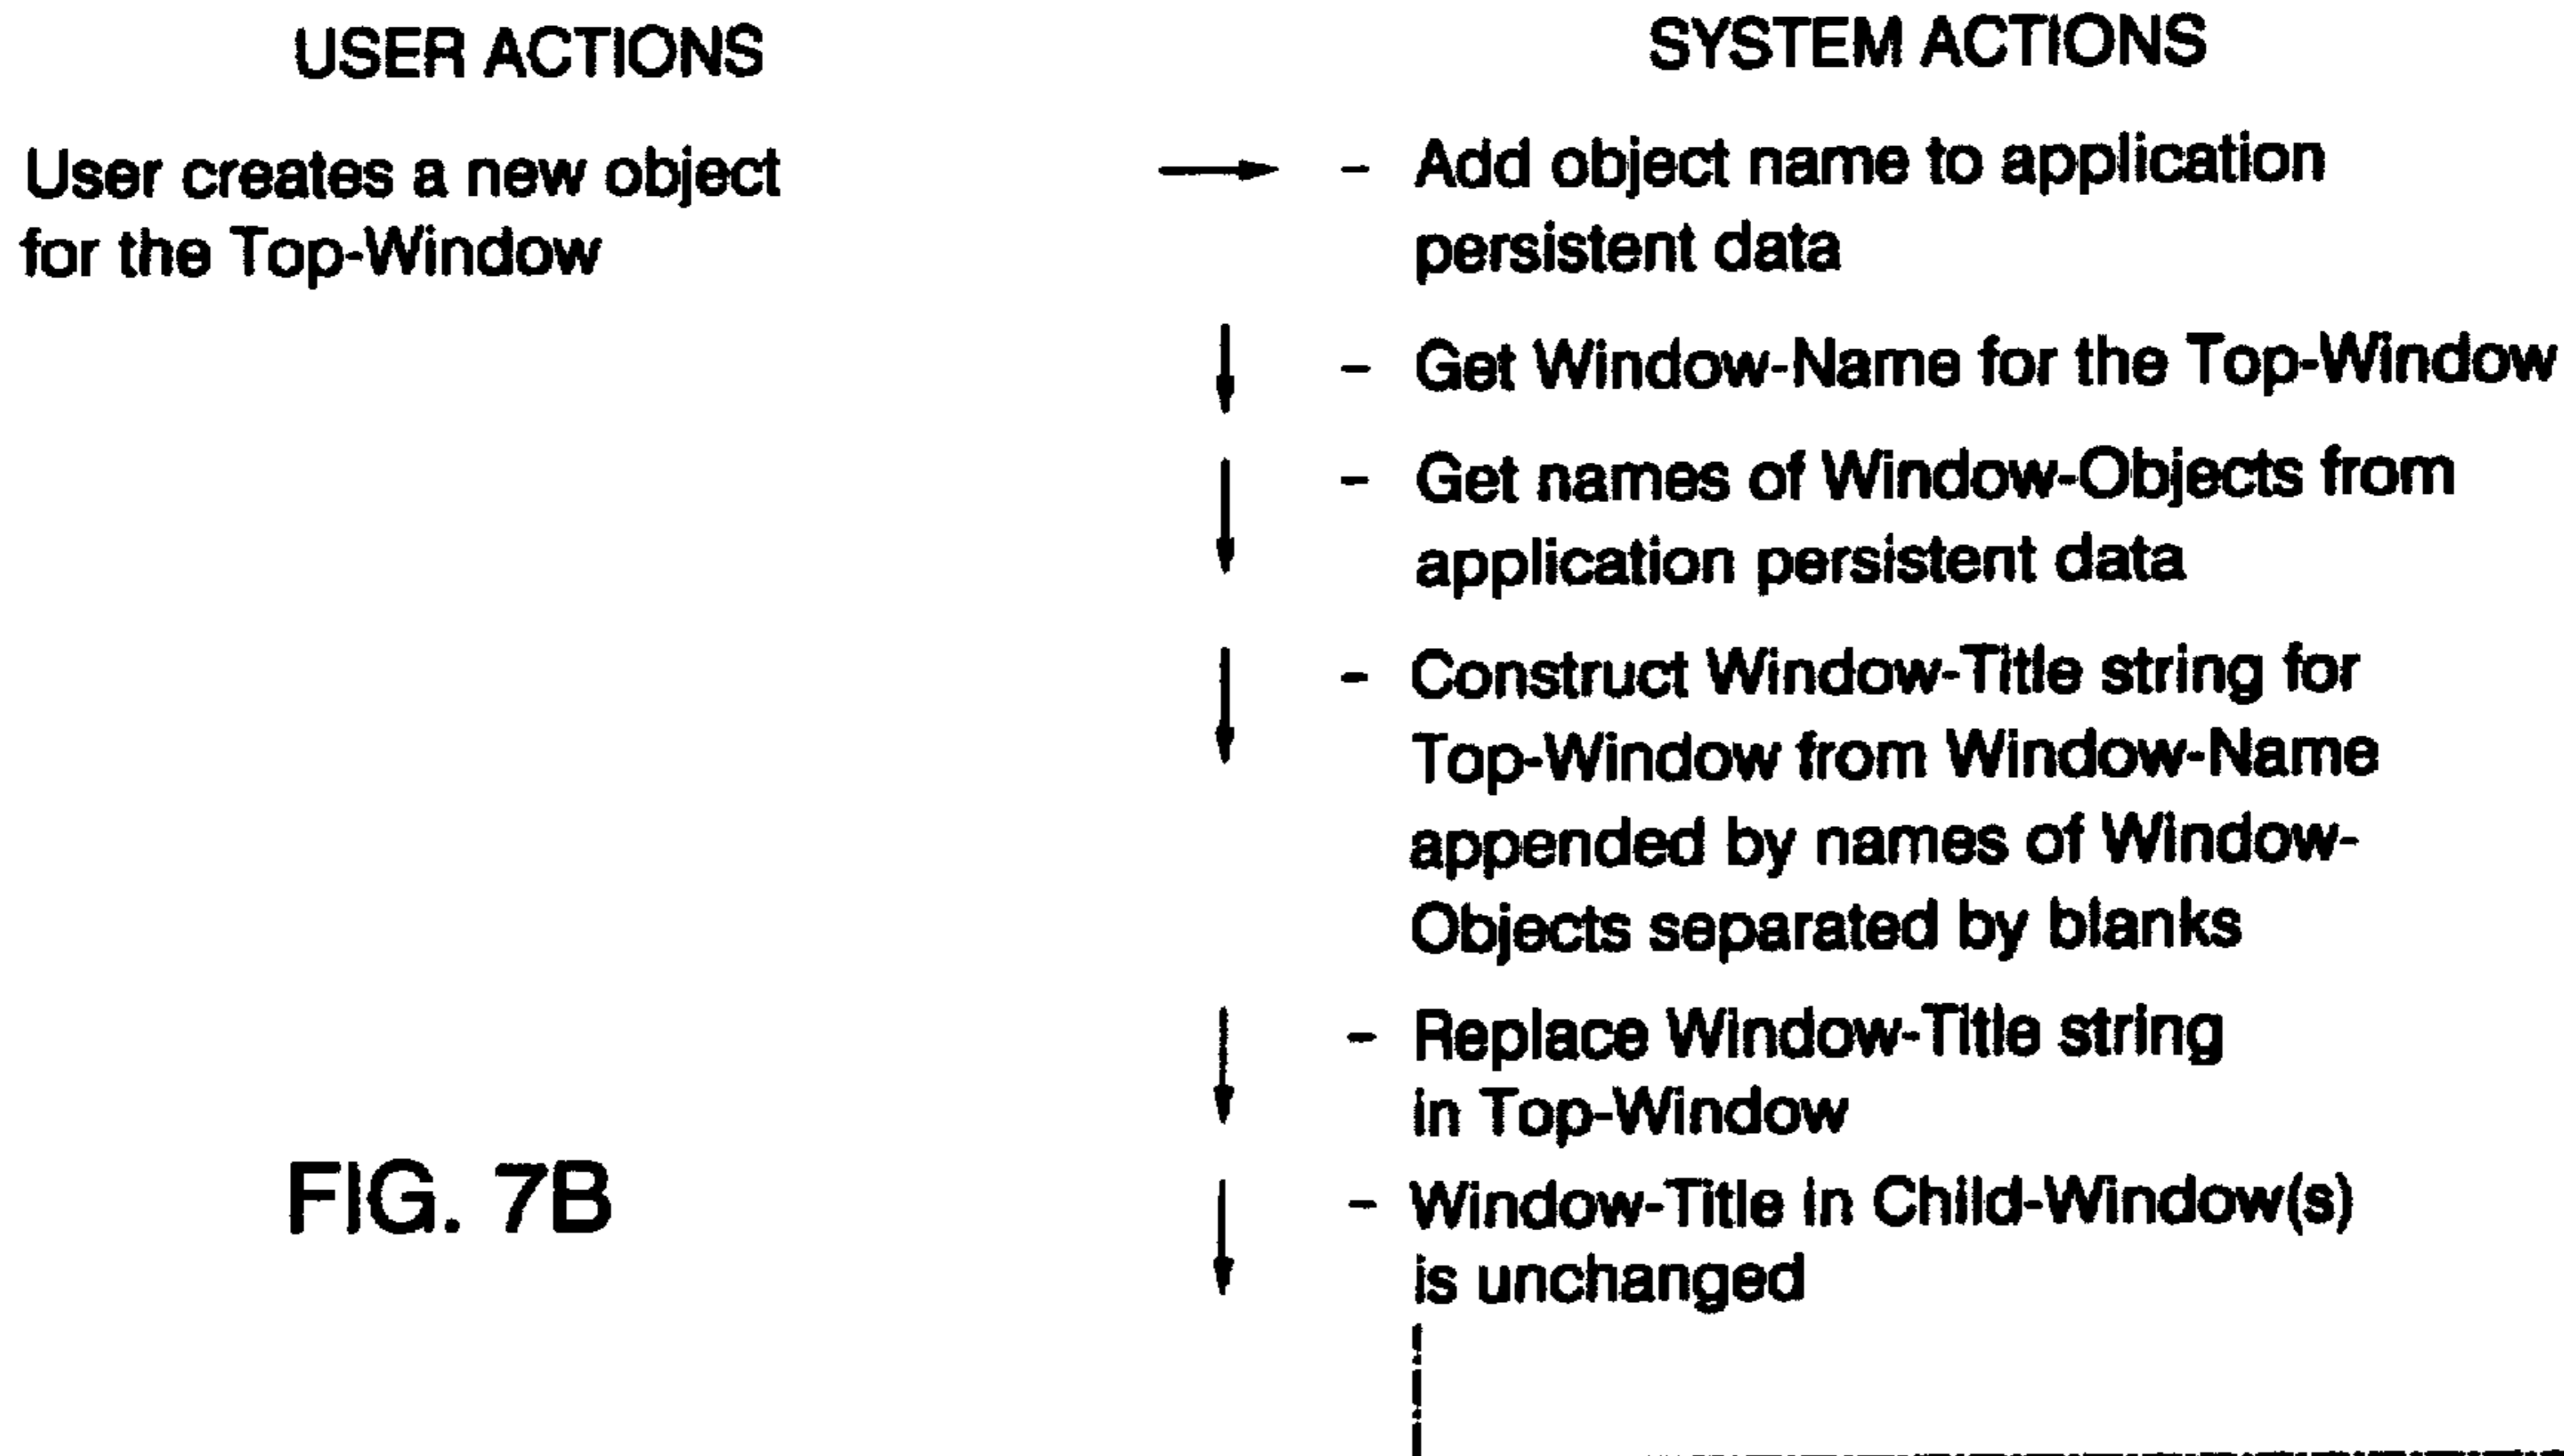 USER ACTIONS
User creates a new object
for the Top-Window
SYSTEM ACTIONS
- Add object name to application
persistent data
- Get Window-Name for the Top-Window
- Get names of Window-Objects from
application persistent data
- Construct Window-Title string for
Top-Window from Window-Name
appended by names of Window-
Objects separated by blanks
- Replace Window-Title string
in Top-Window
- Window-Title in Child-Window(s)
is unchanged
FIG. 7B